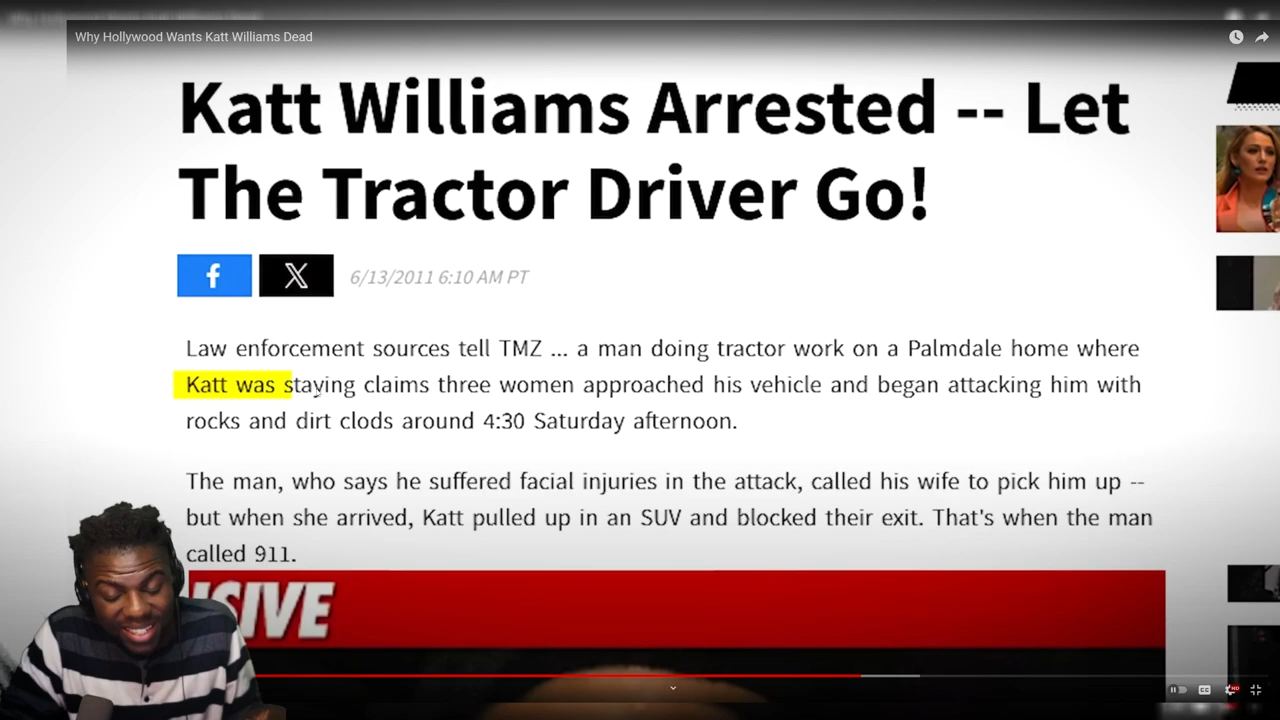 Why Hollywood Wants Katt Williams Dead
Katt Williams Arrested -- Let
The Tractor Driver Go!
f X 6/13/2011 6:10 AM PT
Law enforcement sources tell TMZ ... a man doing tractor work on a Palmdale home where
Katt was staying claims three women approached his vehicle and began attacking him with
rocks and dirt clods around 4:30 Saturday afternoon.
The man, who says he suffered facial injuries in the attack, called his wife to pick him up --
but when she arrived, Katt pulled up in an SUV and blocked their exit. That's when the man
called 911.
USIVE
CC HD